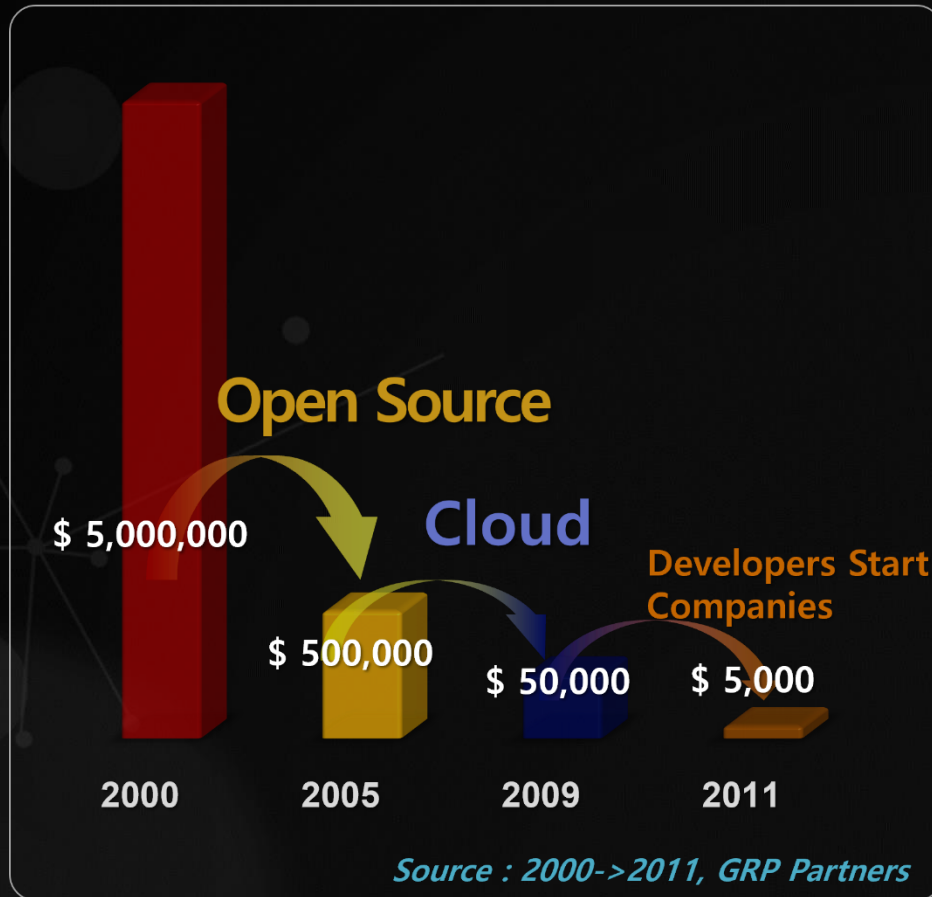 Open Source
$ 5,000,000
Cloud
Developers Start
Companies
$ 500,000
$ 50,000
$ 5,000
2000
2005
2009
2011
Source : 2000->2011, GRP Partners